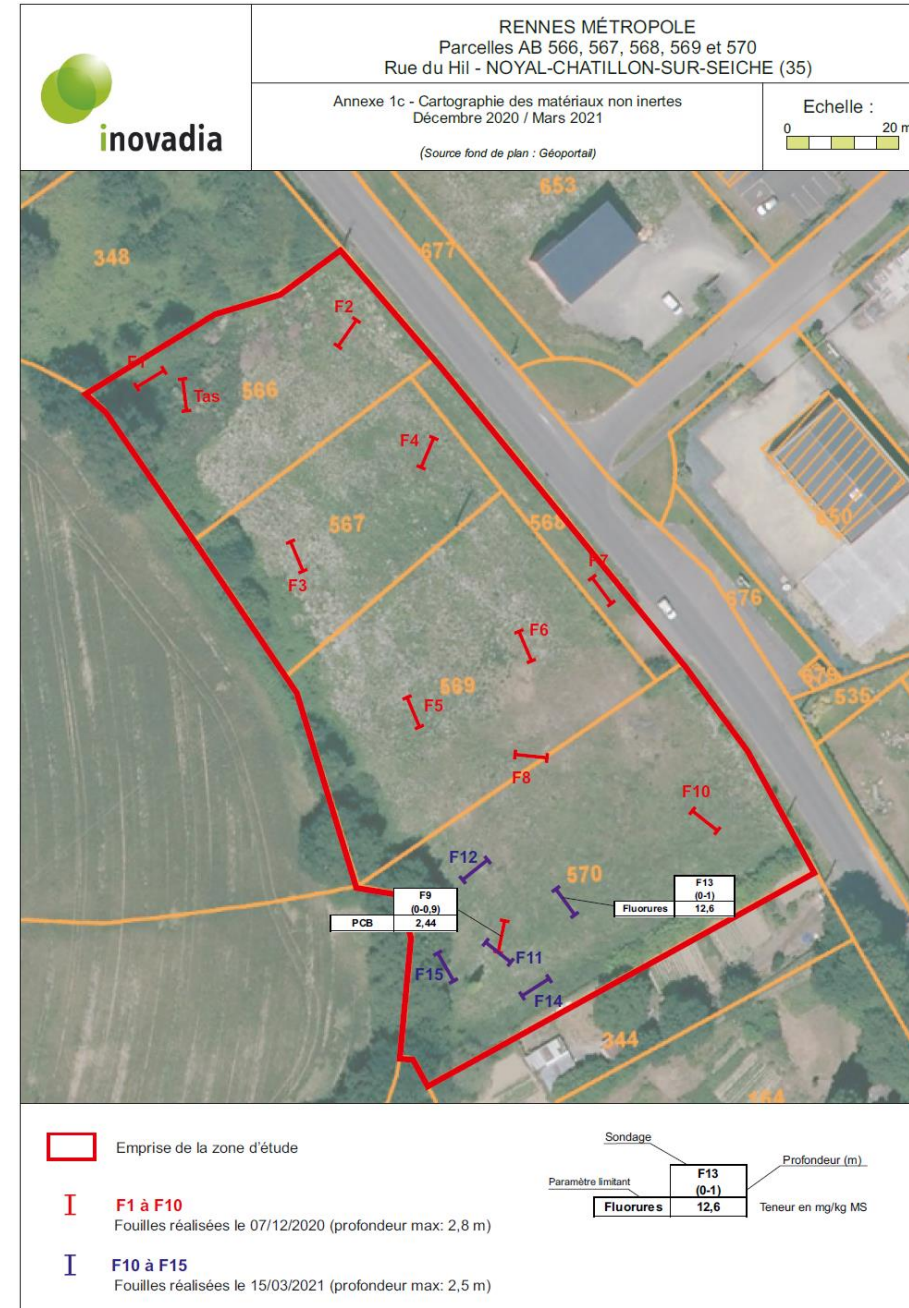 inovadia
RENNES MÉTROPOLE
Parcelles AB 566, 567, 568, 569 et 570
Rue du Hil - NOYAL-CHATILLON-SUR-SEICHE (35)
Annexe 1c - Cartographie des matériaux non inertes
Décembre 2020 / Mars 2021
(Source fond de plan : Géoportail)
Echelle :
0 20 m
653
348
677
F2
F1
Tas
566
F4
567
568
650
F3
F7
676
F6
569
F5
535
F8
F10
F12
570
F9
(0-0,9)
PCB 2,44
F13
(0-1)
Fluorures 12,6
F11
F15
F14
344
164
Emprise de la zone d'étude
F1 à F10
Fouilles réalisées le 07/12/2020 (profondeur max: 2,8 m)
F10 à F15
Fouilles réalisées le 15/03/2021 (profondeur max: 2,5 m)
Sondage
Profondeur (m)
Paramètre limitant
F13
(0-1)
Fluorures 12,6
Teneur en mg/kg MS